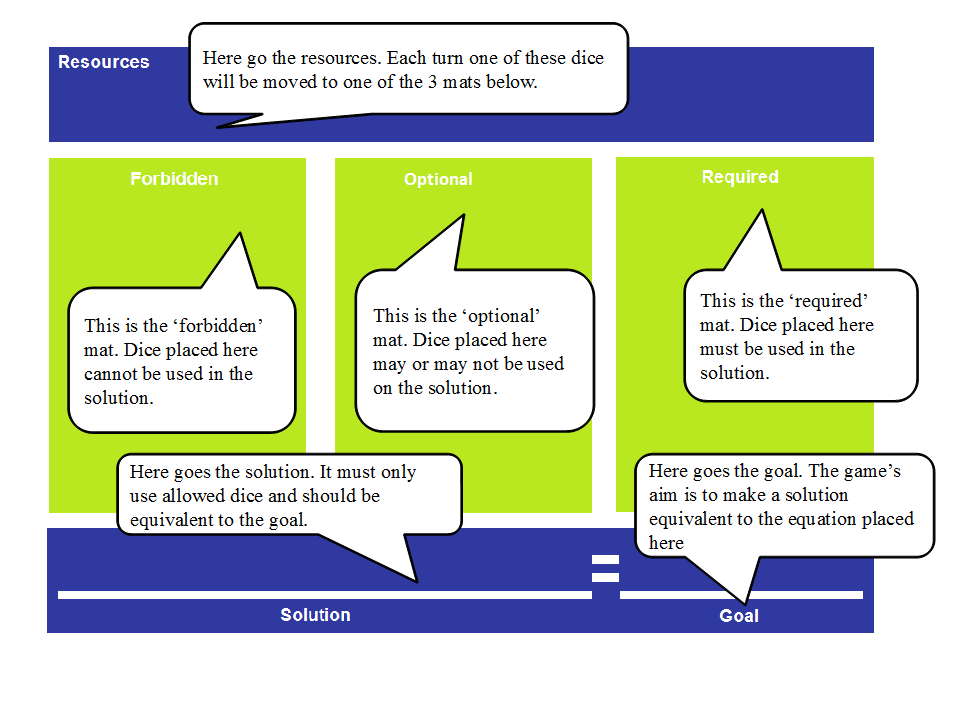 Resources
Here go the resources. Each turn one of these dice
will be moved to one of the 3 mats below.
Forbidden
Optional
Required
This is the ‘forbidden’
mat. Dice placed here
cannot be used in the
solution.
This is the ‘optional’
mat. Dice placed here
may or may not be used
on the solution.
This is the ‘required’
mat. Dice placed here
must be used in the
solution.
Here goes the solution. It must only
use allowed dice and should be
equivalent to the goal.
Here goes the goal. The game’s
aim is to make a solution
equivalent to the equation placed
here
=
Solution
Goal